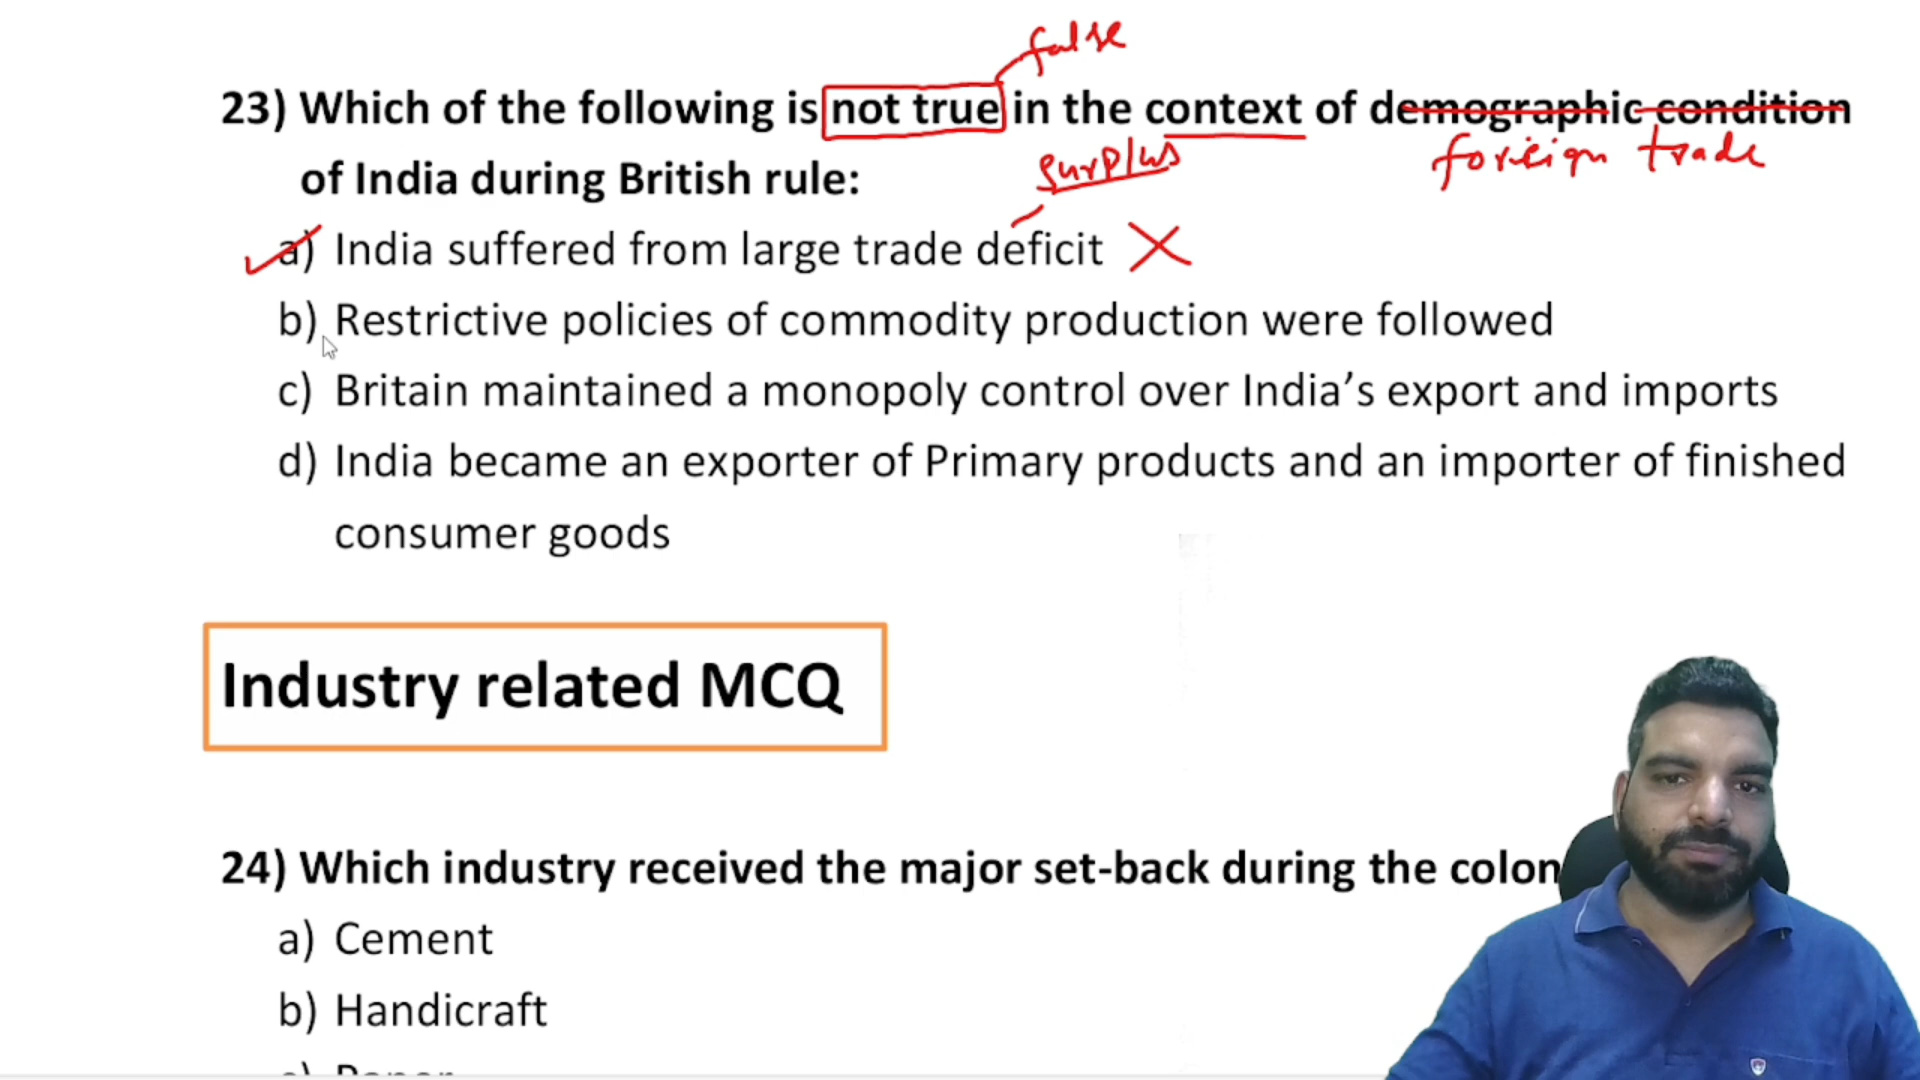 false
23) Which of the following is not true in the context of demographic condition
foreign trade
of India during British rule:
surplus
a) India suffered from large trade deficit
b) Restrictive policies of commodity production were followed
c) Britain maintained a monopoly control over India's export and imports
d) India became an exporter of Primary products and an importer of finished
consumer goods
Industry related MCQ
24) Which industry received the major set-back during the colon
a) Cement
b) Handicraft